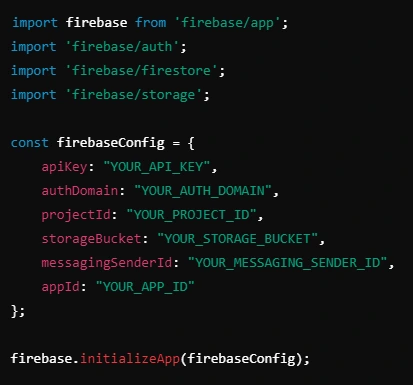 import firebase from 'firebase/app';
import 'firebase/auth';
import 'firebase/firestore';
import 'firebase/storage';

const firebaseConfig = {
    apiKey: "YOUR_API_KEY",
    authDomain: "YOUR_AUTH_DOMAIN",
    projectId: "YOUR_PROJECT_ID",
    storageBucket: "YOUR_STORAGE_BUCKET",
    messagingSenderId: "YOUR_MESSAGING_SENDER_ID",
    appId: "YOUR_APP_ID"
};

firebase.initializeApp(firebaseConfig);